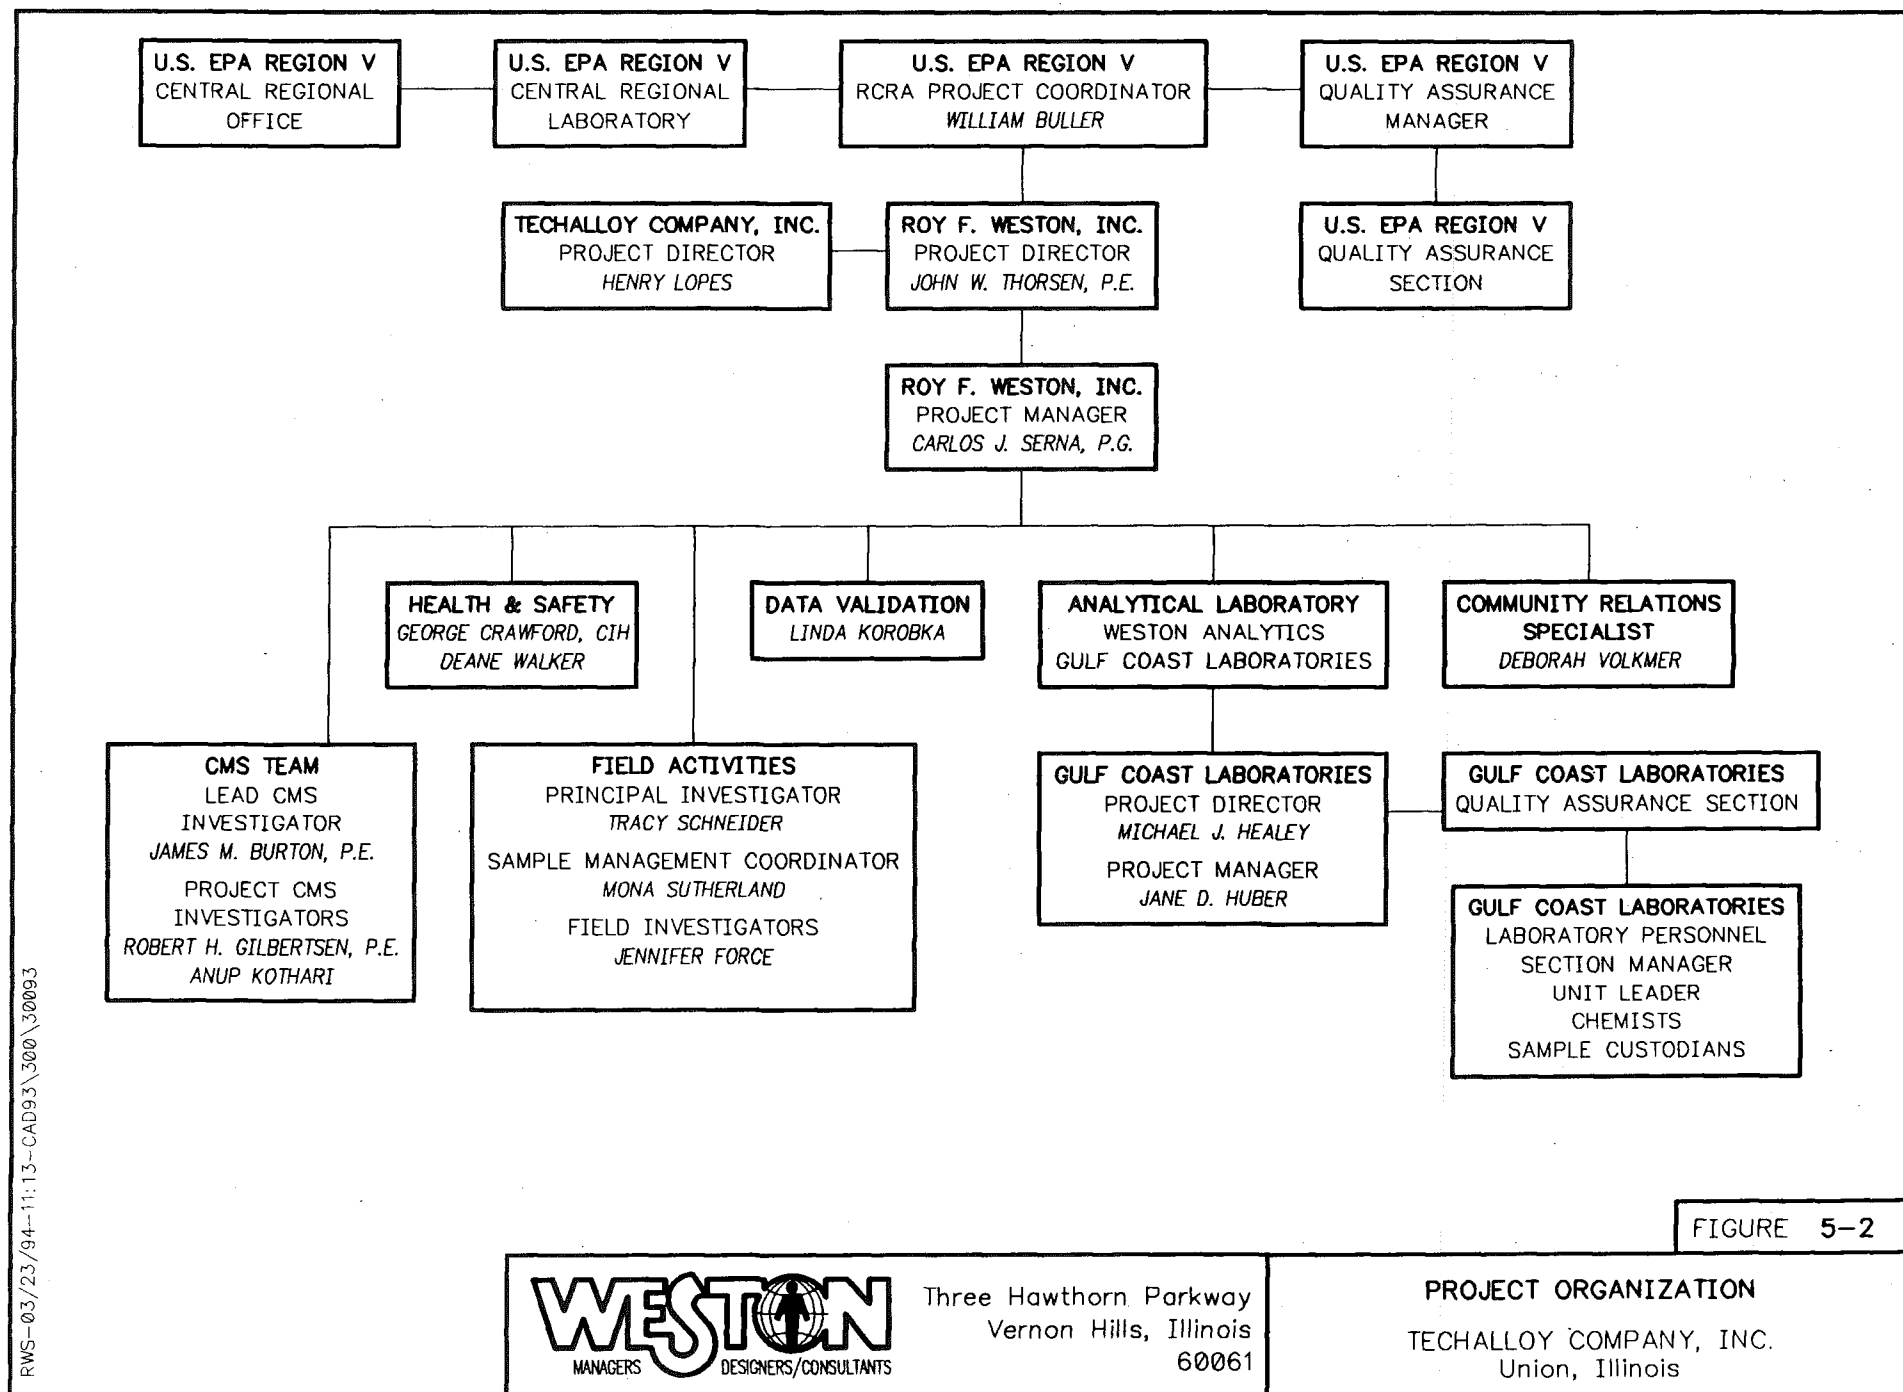 U.S. EPA REGION V
CENTRAL REGIONAL
OFFICE
U.S. EPA REGION V
CENTRAL REGIONAL
LABORATORY
U.S. EPA REGION V
RCRA PROJECT COORDINATOR
WILLIAM BULLER
U.S. EPA REGION V
QUALITY ASSURANCE
MANAGER
TECHALLOY COMPANY, INC.
PROJECT DIRECTOR
HENRY LOPES
ROY F. WESTON, INC.
PROJECT DIRECTOR
JOHN W. THORSEN, P.E.
U.S. EPA REGION V
QUALITY ASSURANCE
SECTION
ROY F. WESTON, INC.
PROJECT MANAGER
CARLOS J. SERNA, P.G.
HEALTH & SAFETY
GEORGE CRAWFORD, CIH
DEANE WALKER
DATA VALIDATION
LINDA KOROBKA
ANALYTICAL LABORATORY
WESTON ANALYTICS
GULF COAST LABORATORIES
COMMUNITY RELATIONS
SPECIALIST
DEBORAH VOLKMER
CMS TEAM
LEAD CMS
INVESTIGATOR
JAMES M. BURTON, P.E.
PROJECT CMS
INVESTIGATORS
ROBERT H. GILBERTSEN, P.E.
ANUP KOTHARI
FIELD ACTIVITIES
PRINCIPAL INVESTIGATOR
TRACY SCHNEIDER
SAMPLE MANAGEMENT COORDINATOR
MONA SUTHERLAND
FIELD INVESTIGATORS
JENNIFER FORCE
GULF COAST LABORATORIES
PROJECT DIRECTOR
MICHAEL J. HEALEY
PROJECT MANAGER
JANE D. HUBER
GULF COAST LABORATORIES
QUALITY ASSURANCE SECTION
GULF COAST LABORATORIES
LABORATORY PERSONNEL
SECTION MANAGER
UNIT LEADER
CHEMISTS
SAMPLE CUSTODIANS
RWS-03/23/94-11:13-CAD93\300\30093
FIGURE 5-2
WESTON
MANAGERS DESIGNERS/CONSULTANTS
Three Hawthorn Parkway
Vernon Hills, Illinois
60061
PROJECT ORGANIZATION
TECHALLOY COMPANY, INC.
Union, Illinois